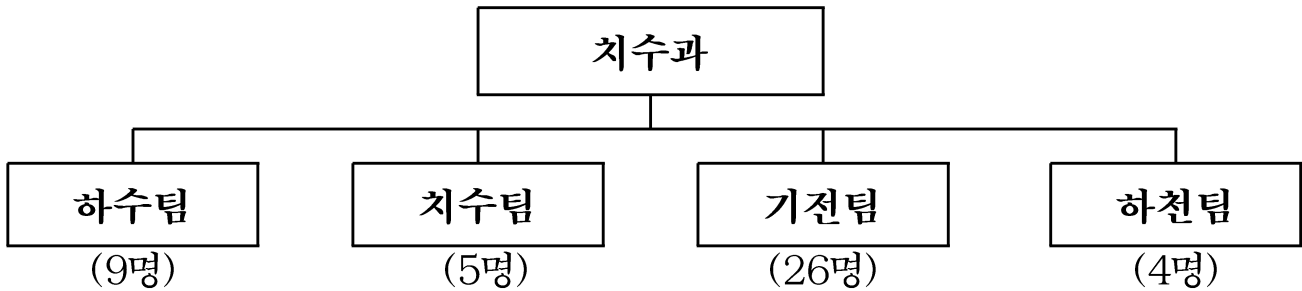 치수과
하수팀 치수팀 기전팀 하천팀
(9명) (5명) (26명) (4명)